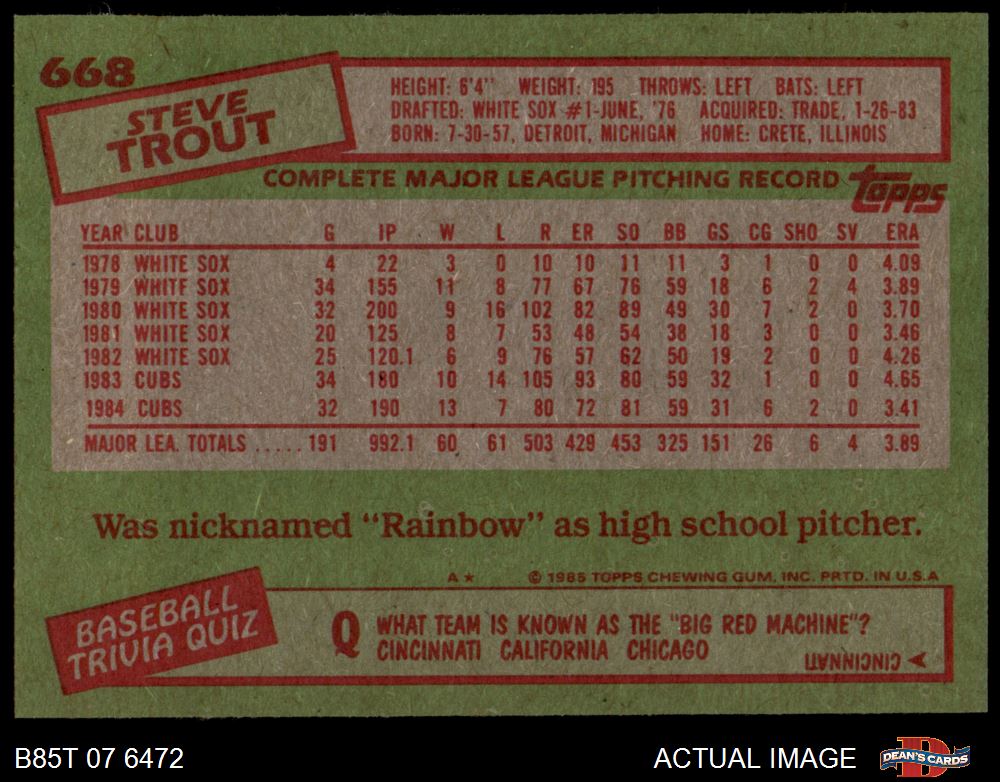 668
STEVE
TROUT
HEIGHT: 6'4" WEIGHT: 195 THROWS: LEFT BATS: LEFT
DRAFTED: WHITE SOX #1-JUNE, '76 ACQUIRED: TRADE, 1-26-83
BORN: 7-30-57, DETROIT, MICHIGAN HOME: CRETE, ILLINOIS
COMPLETE MAJOR LEAGUE PITCHING RECORD topps
YEAR CLUB G IP W L R ER SO BB GS CG SHO SV ERA
1978 WHITE SOX 4 22 3 0 10 10 11 11 3 1 0 0 4.09
1979 WHITE SOX 34 155 11 8 77 67 76 59 18 6 2 4 3.89
1980 WHITE SOX 32 200 9 16 102 82 89 49 30 7 2 0 3.70
1981 WHITE SOX 20 125 8 7 53 48 54 38 18 3 0 0 3.46
1982 WHITE SOX 25 120.1 6 9 76 57 62 50 19 2 0 0 4.26
1983 CUBS 34 180 10 14 105 93 80 59 32 1 0 0 4.65
1984 CUBS 32 190 13 7 80 72 81 59 31 6 2 0 3.41
MAJOR LEA. TOTALS ..... 191 992.1 60 61 503 429 453 325 151 26 6 4 3.89
Was nicknamed "Rainbow" as high school pitcher.
A★ © 1985 TOPPS CHEWING GUM, INC. PRTD. IN U.S.A
BASEBALL
TRIVIA QUIZ
Q WHAT TEAM IS KNOWN AS THE "BIG RED MACHINE"?
CINCINNATI CALIFORNIA CHICAGO
CINCINNATI
B85T 07 6472
ACTUAL IMAGE
D
DEAN'S CARDS